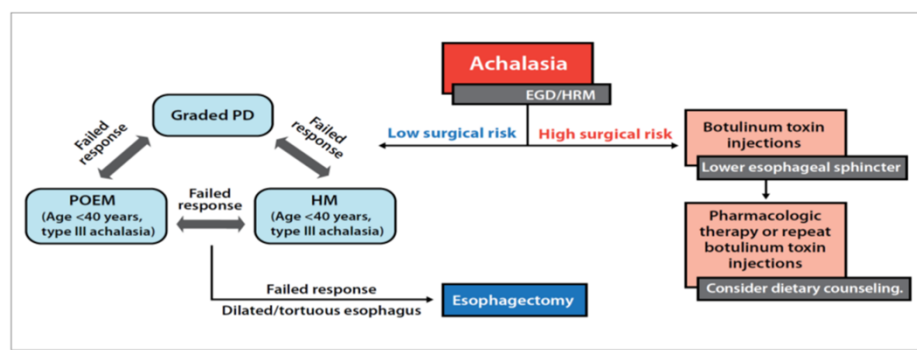 Achalasia
EGD/HRM
Low surgical risk
High surgical risk
Graded PD
Failed
response
Failed
response
POEM
(Age <40 years,
type III achalasia)
Failed
response
HM
(Age <40 years,
type III achalasia)
Failed response
Dilated/tortuous esophagus
Esophagectomy
Botulinum toxin
injections
Lower esophageal sphincter
Pharmacologic
therapy or repeat
botulinum toxin
injections
Consider dietary counseling.